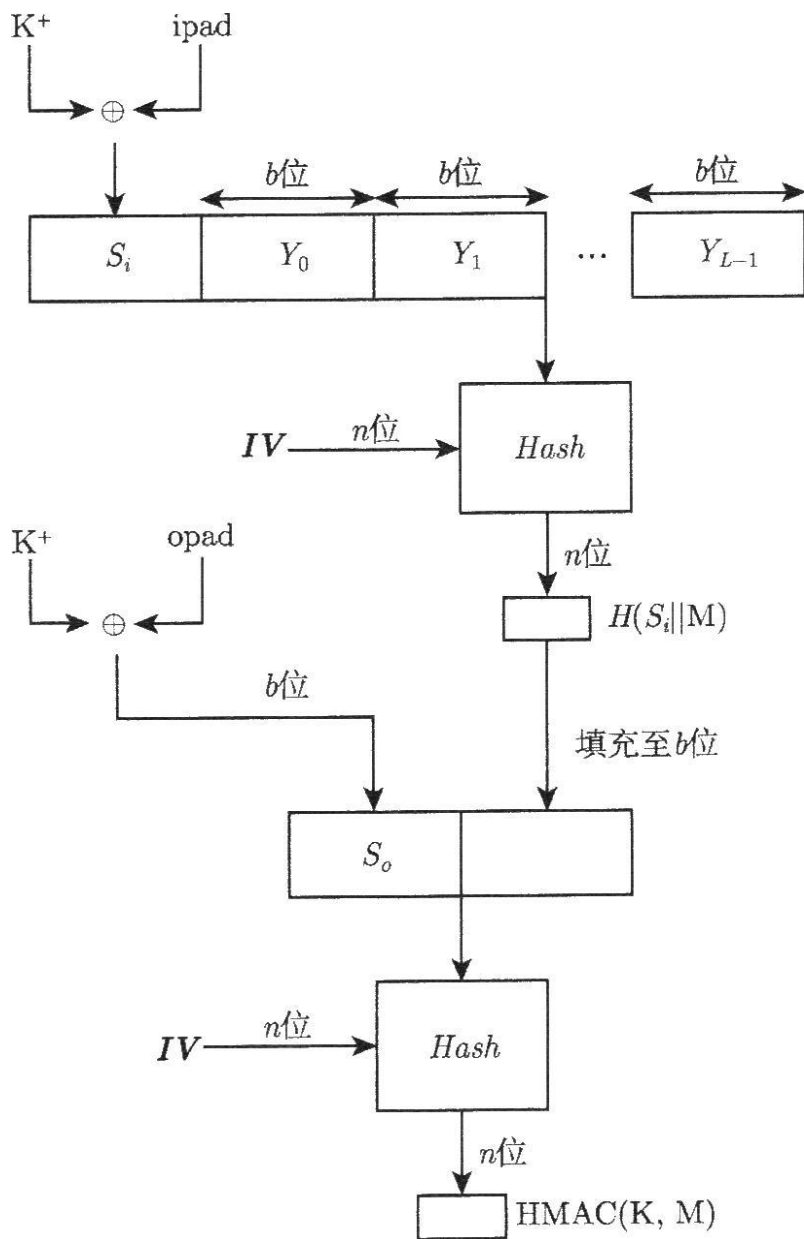 K⁺ ipad
⊕
b位 b位 b位
Sᵢ Y₀ Y₁ … Y_{L−1}
IV n位 Hash
K⁺ opad
n位
⊕
H(Sᵢ||M)
b位
填充至b位
Sₒ
IV n位 Hash
n位
HMAC(K, M)